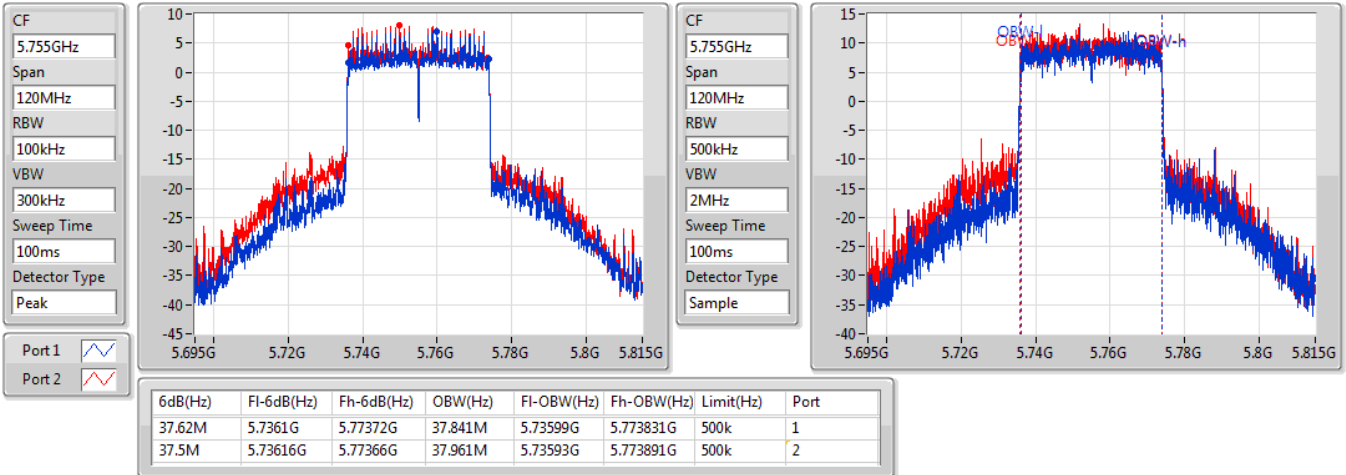 CF
5.755GHz
Span
120MHz
RBW
100kHz
VBW
300kHz
Sweep Time
100ms
Detector Type
Peak
Port 1
Port 2
10
5
0
-5
-10
-15
-20
-25
-30
-35
-40
-45
5.695G 5.72G 5.74G 5.76G 5.78G 5.8G 5.815G
CF
5.755GHz
Span
120MHz
RBW
500kHz
VBW
2MHz
Sweep Time
100ms
Detector Type
Sample
15
10
5
0
-5
-10
-15
-20
-25
-30
-35
-40
5.695G 5.72G 5.74G 5.76G 5.78G 5.8G 5.815G
OBW-l
OBW-h
6dB(Hz) Fl-6dB(Hz) Fh-6dB(Hz) OBW(Hz) Fl-OBW(Hz) Fh-OBW(Hz) Limit(Hz) Port
37.62M 5.7361G 5.77372G 37.841M 5.73599G 5.773831G 500k 1
37.5M 5.73616G 5.77366G 37.961M 5.73593G 5.773891G 500k 2